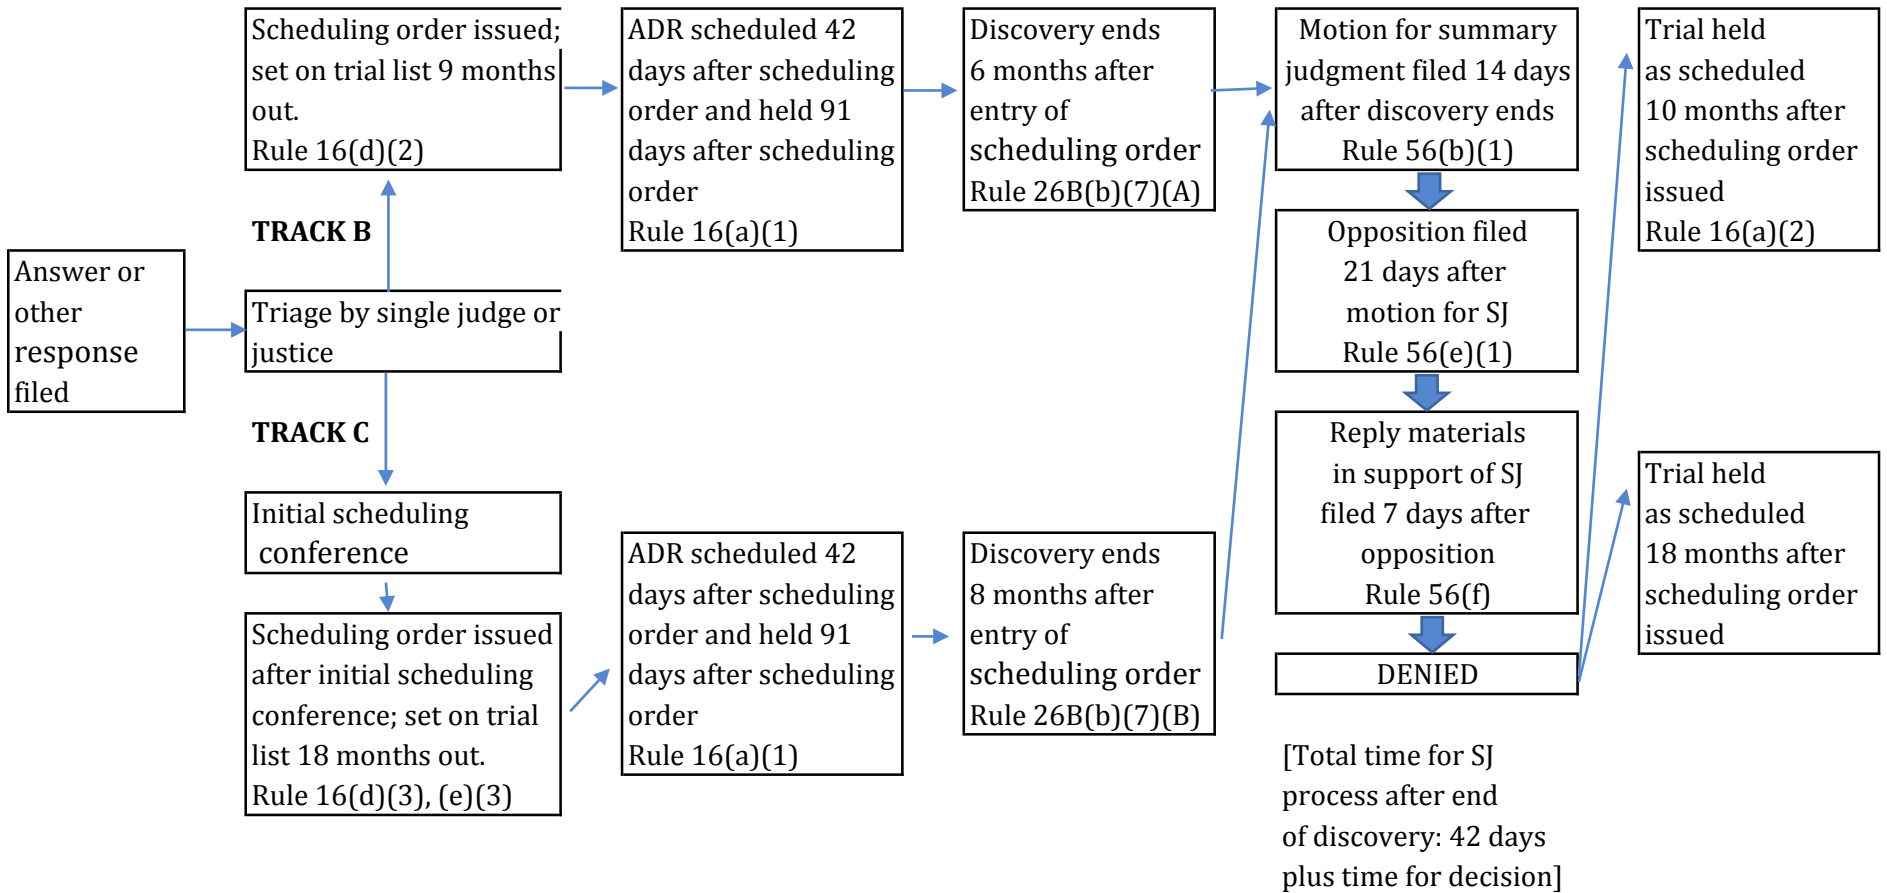 Answer or
other
response
filed
Scheduling order issued;
set on trial list 9 months
out.
Rule 16(d)(2)
TRACK B
Triage by single judge or
justice
TRACK C
Initial scheduling
conference
Scheduling order issued
after initial scheduling
conference; set on trial
list 18 months out.
Rule 16(d)(3), (e)(3)
ADR scheduled 42
days after scheduling
order and held 91
days after scheduling
order
Rule 16(a)(1)
ADR scheduled 42
days after scheduling
order and held 91
days after scheduling
order
Rule 16(a)(1)
Discovery ends
6 months after
entry of
scheduling order
Rule 26B(b)(7)(A)
Discovery ends
8 months after
entry of
scheduling order
Rule 26B(b)(7)(B)
Motion for summary
judgment filed 14 days
after discovery ends
Rule 56(b)(1)
Opposition filed
21 days after
motion for SJ
Rule 56(e)(1)
Reply materials
in support of SJ
filed 7 days after
opposition
Rule 56(f)
DENIED
[Total time for SJ
process after end
of discovery: 42 days
plus time for decision]
Trial held
as scheduled
10 months after
scheduling order
issued
Rule 16(a)(2)
Trial held
as scheduled
18 months after
scheduling order
issued